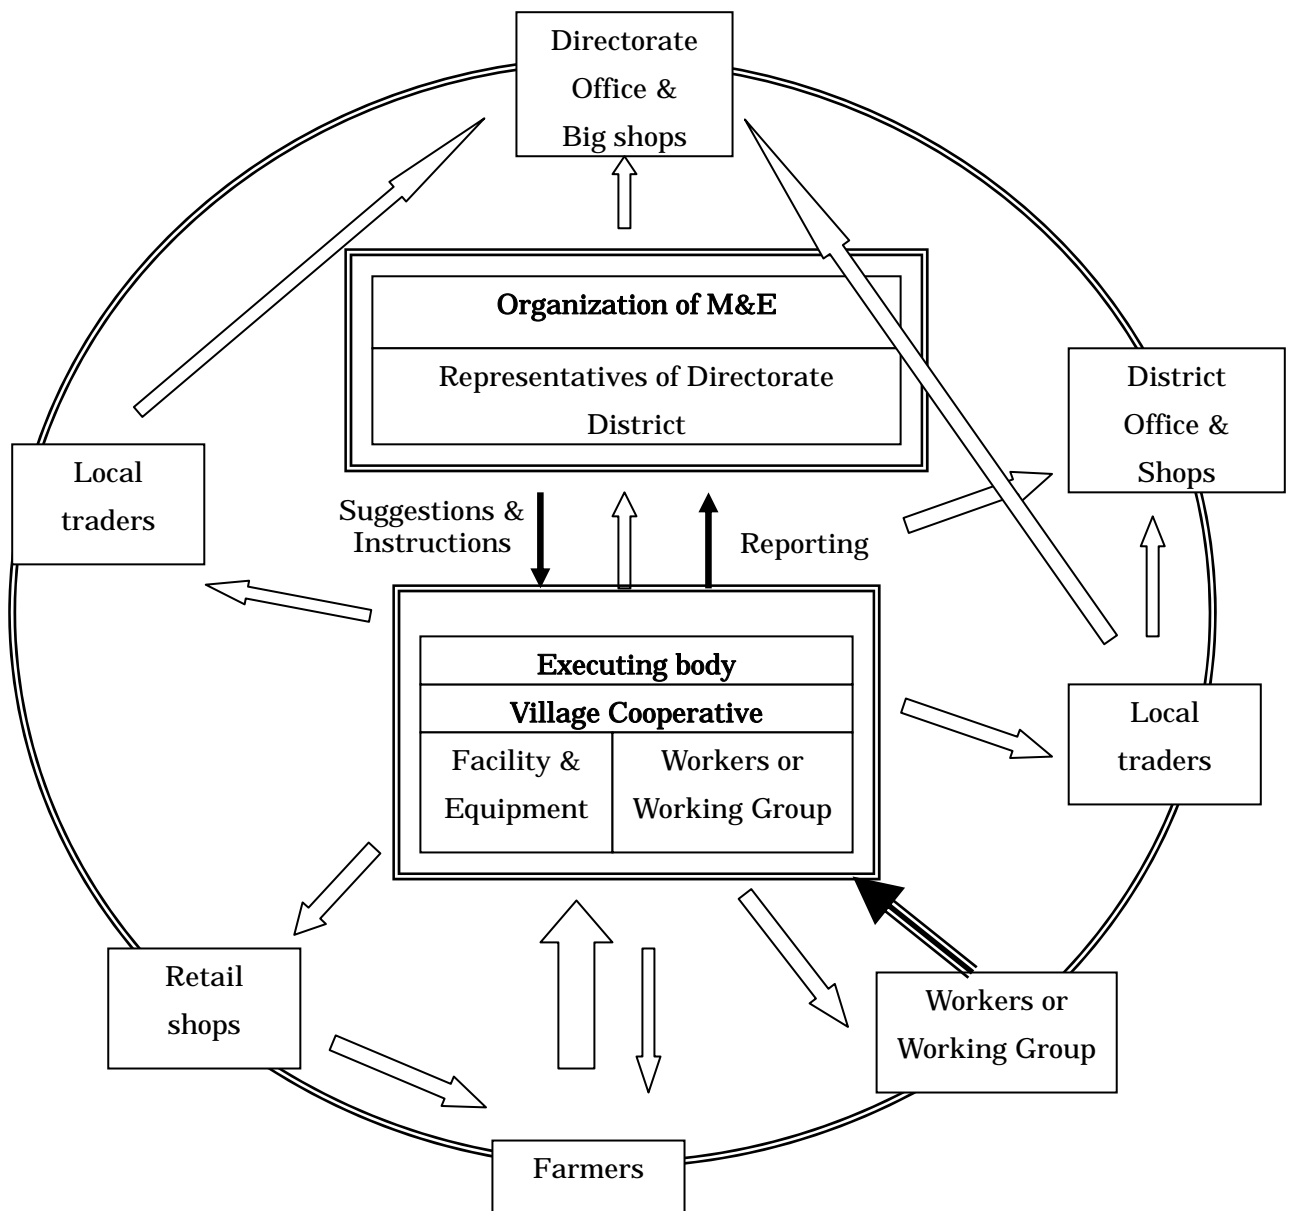 Directorate
Office &
Big shops
Organization of M&E
Representatives of Directorate
District
District
Office &
Shops
Local
traders
Suggestions &
Instructions
Reporting
Executing body
Village Cooperative
Facility &
Equipment
Workers or
Working Group
Local
traders
Retail
shops
Workers or
Working Group
Farmers